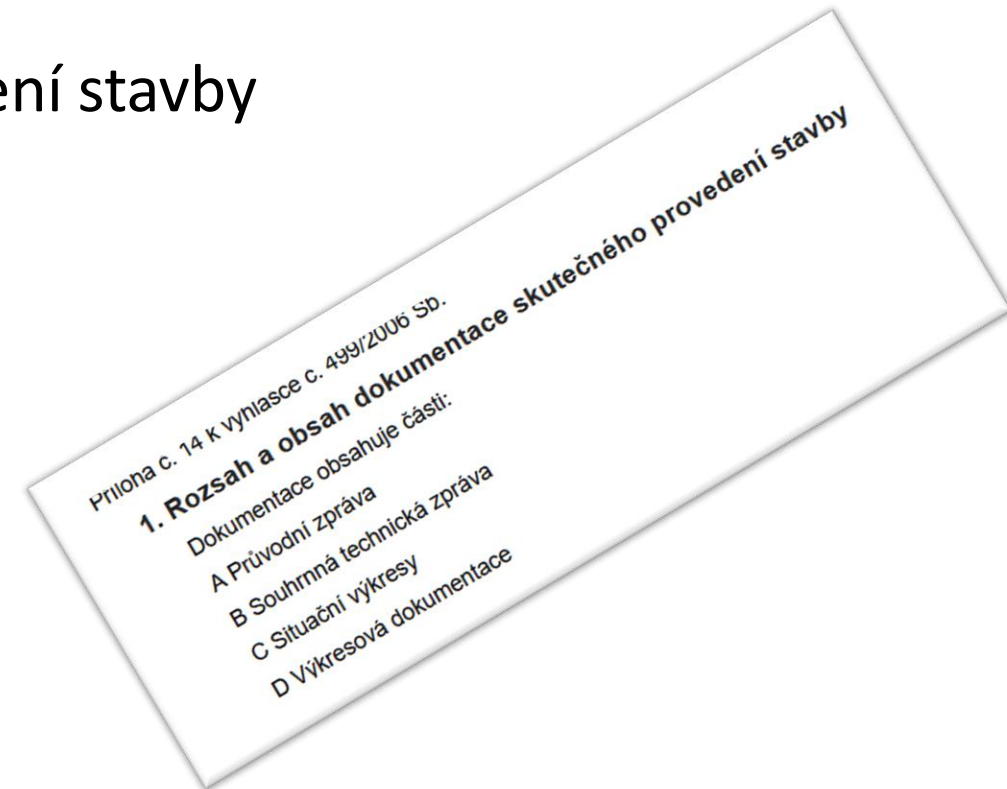 ení stavby
Příloha č. 14 k vyhlášce č. 499/2006 Sb.
1. Rozsah a obsah dokumentace skutečného provedení stavby
Dokumentace obsahuje části:
A Průvodní zpráva
B Souhrnná technická zpráva
C Situační výkresy
D Výkresová dokumentace